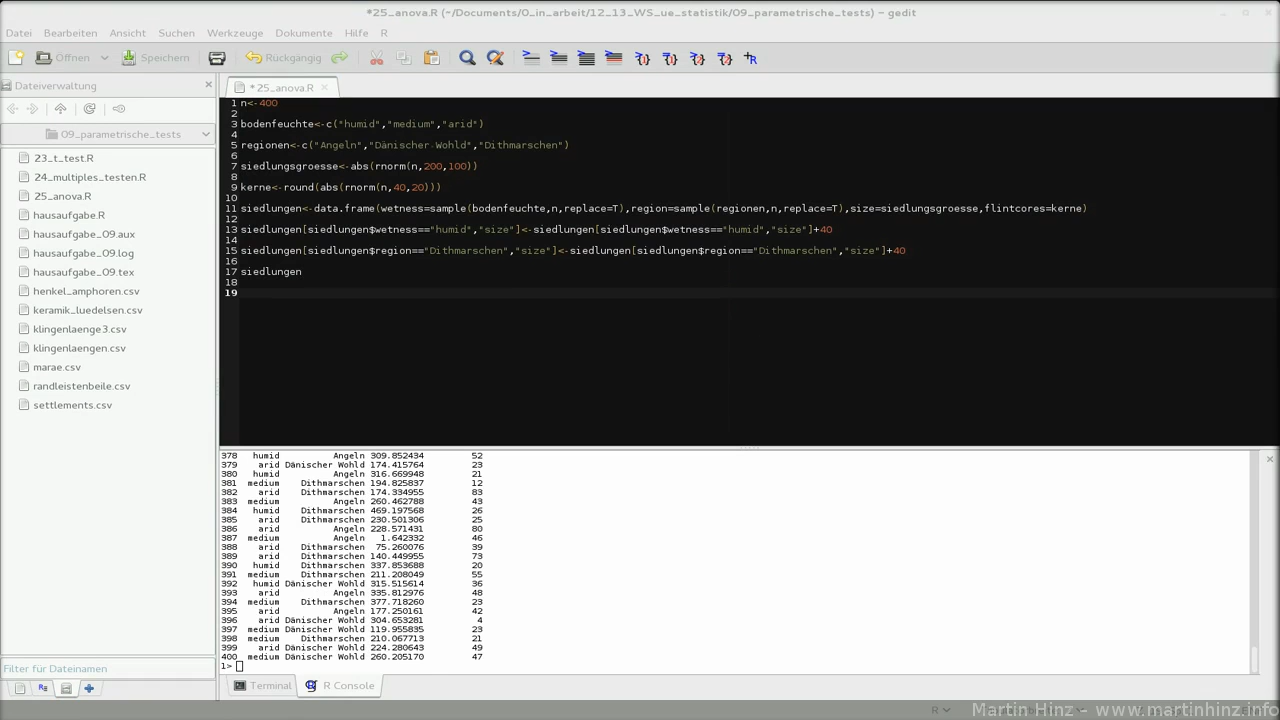 *25_anova.R (~/Documents/0_in_arbeit/12_13_WS_ue_statistik/09_parametrische_tests) – gedit
Datei Bearbeiten Ansicht Suchen Werkzeuge Dokumente Hilfe R
Öffnen Speichern Rückgängig
Dateiverwaltung
*25_anova.R
09_parametrische_tests
23_t_test.R
24_multiples_testen.R
25_anova.R
hausaufgabe.R
hausaufgabe_09.aux
hausaufgabe_09.log
hausaufgabe_09.tex
henkel_amphoren.csv
keramik_luedelsen.csv
klingenlaenge3.csv
klingenlaengen.csv
marae.csv
randleistenbeile.csv
settlements.csv
Filter für Dateinamen
1 n<-400
2
3 bodenfeuchte<-c("humid","medium","arid")
4
5 regionen<-c("Angeln","Dänischer Wohld","Dithmarschen")
6
7 siedlungsgroesse<-abs(rnorm(n,200,100))
8
9 kerne<-round(abs(rnorm(n,40,20)))
10
11 siedlungen<-data.frame(wetness=sample(bodenfeuchte,n,replace=T),region=sample(regionen,n,replace=T),size=siedlungsgroesse,flintcores=kerne)
12
13 siedlungen[siedlungen$wetness=="humid","size"]<-siedlungen[siedlungen$wetness=="humid","size"]+40
14
15 siedlungen[siedlungen$region=="Dithmarschen","size"]<-siedlungen[siedlungen$region=="Dithmarschen","size"]+40
16
17 siedlungen
18
19
378 humid Angeln 309.852434 52
379 arid Dänischer Wohld 174.415764 23
380 humid Angeln 316.669948 21
381 medium Dithmarschen 194.825837 12
382 arid Dithmarschen 174.334955 83
383 medium Angeln 260.462788 43
384 humid Dithmarschen 469.197568 26
385 arid Dithmarschen 230.501306 25
386 arid Angeln 228.571431 80
387 medium Angeln 1.642332 46
388 arid Dithmarschen 75.260076 39
389 arid Dithmarschen 140.449955 73
390 humid Dithmarschen 337.853688 20
391 medium Dithmarschen 211.208049 55
392 humid Dänischer Wohld 315.515614 36
393 arid Angeln 335.812976 48
394 medium Dithmarschen 377.718260 23
395 arid Angeln 177.250161 42
396 arid Dänischer Wohld 304.653281 4
397 medium Dänischer Wohld 119.955835 23
398 medium Dithmarschen 210.067713 21
399 arid Dänischer Wohld 224.280643 49
400 medium Dänischer Wohld 260.205170 47
1>
Terminal R Console
R
Martin Hinz - www.martinhinz.info